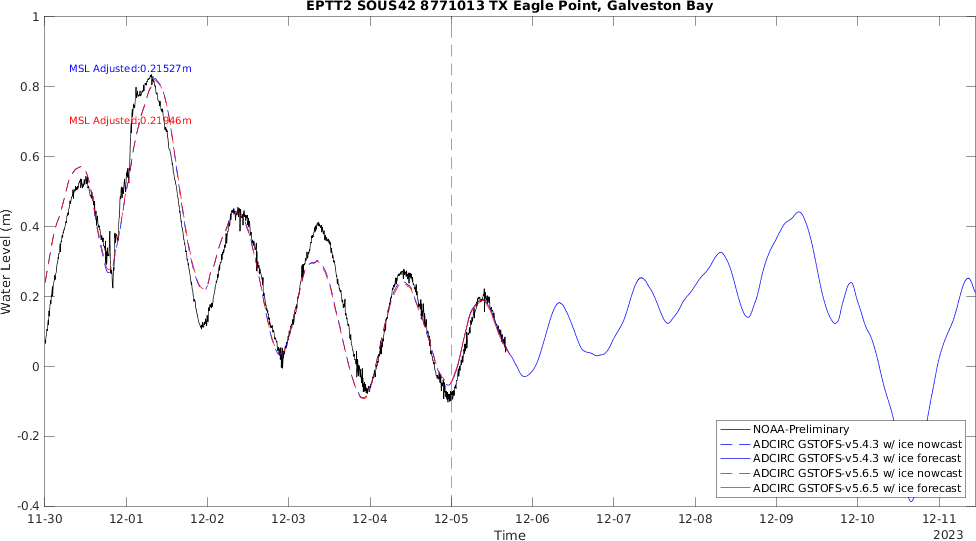 EPTT2 SOUS42 8771013 TX Eagle Point, Galveston Bay
1
0.8
0.6
0.4
0.2
0
-0.2
-0.4
Water Level (m)
MSL Adjusted:0.21527m
MSL Adjusted:0.21946m
NOAA-Preliminary
ADCIRC GSTOFS-v5.4.3 w/ ice nowcast
ADCIRC GSTOFS-v5.4.3 w/ ice forecast
ADCIRC GSTOFS-v5.6.5 w/ ice nowcast
ADCIRC GSTOFS-v5.6.5 w/ ice forecast
11-30 12-01 12-02 12-03 12-04 12-05 12-06 12-07 12-08 12-09 12-10 12-11
Time
2023